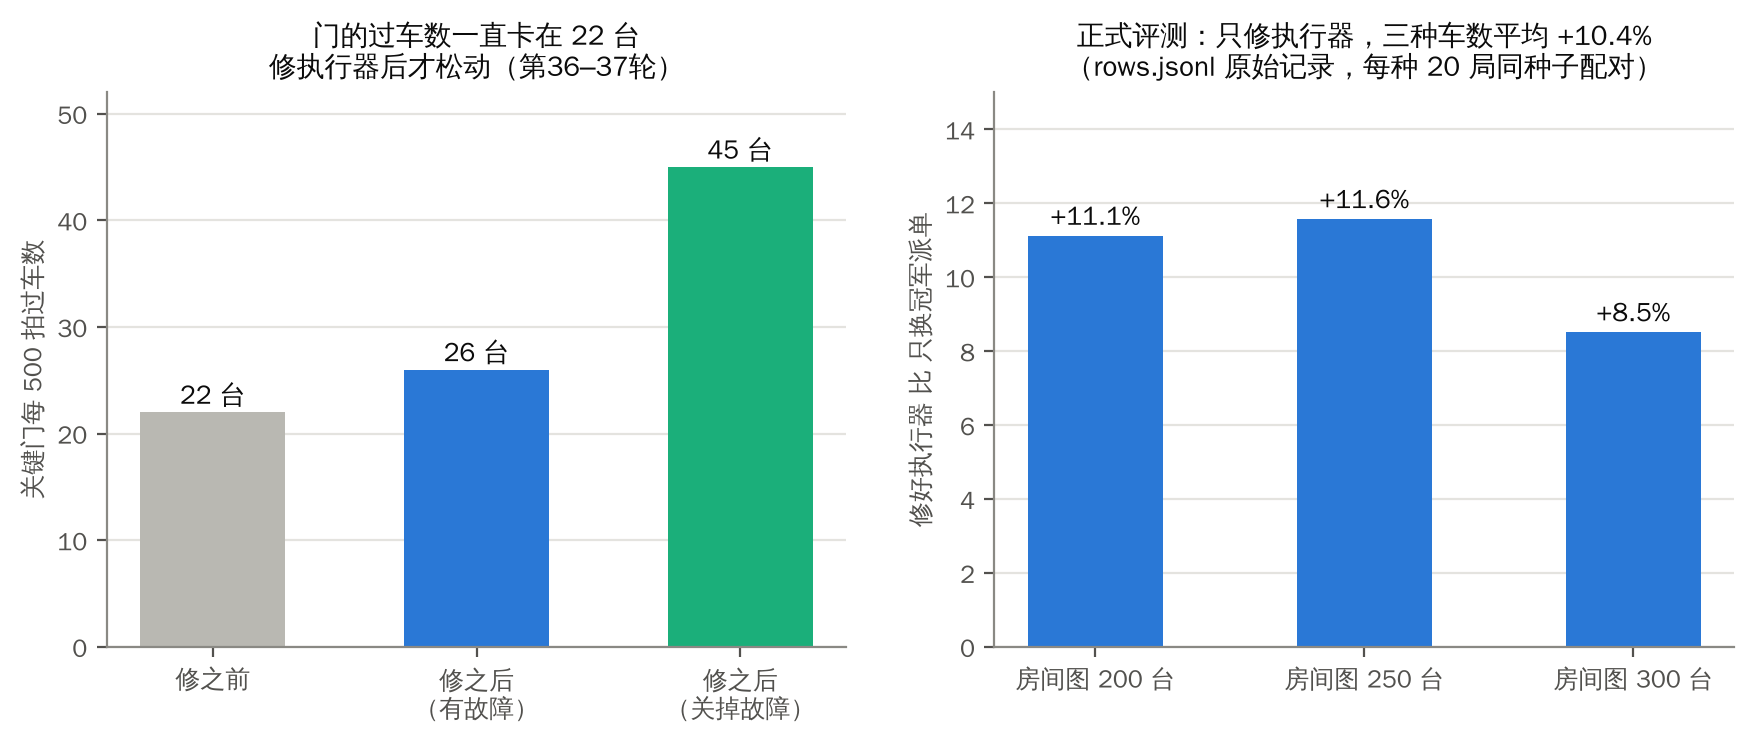 门的过车数一直卡在 22 台
修执行器后才松动（第36–37轮）
关键门每 500 拍过车数
50
40
30
20
10
0
22 台
26 台
45 台
修之前
修之后
（有故障）
修之后
（关掉故障）
正式评测：只修执行器，三种车数平均 +10.4%
（rows.jsonl 原始记录，每种 20 局同种子配对）
修好执行器 比 只换冠军派单
14
12
10
8
6
4
2
0
+11.1%
+11.6%
+8.5%
房间图 200 台
房间图 250 台
房间图 300 台